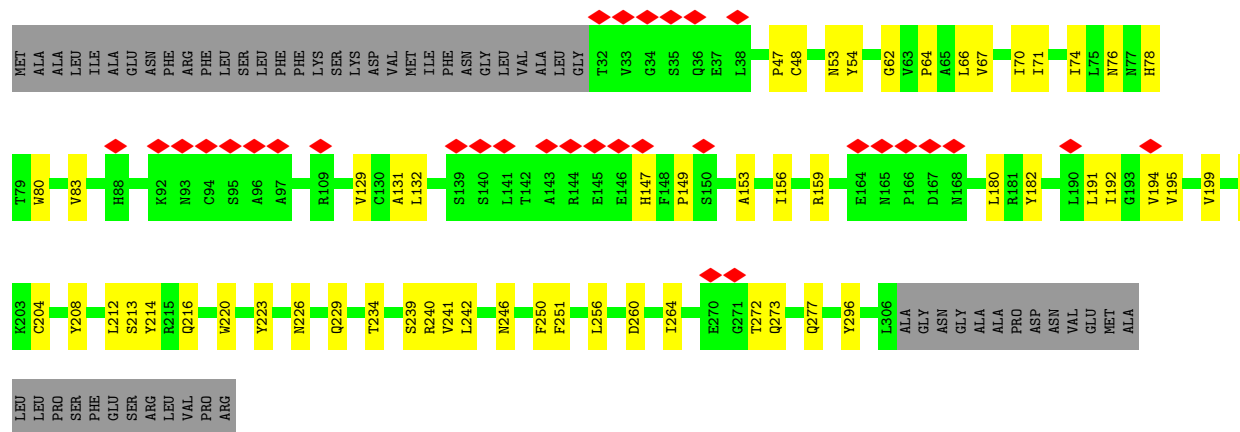 MET ALA ALA LEU ILE ALA GLU ASN PHE ARG PHE LEU SER LEU PHE PHE LYS SER LYS ASP VAL MET ILE PHE ASN GLY LEU VAL ALA LEU GLY T32 V33 G34 S35 Q36 E37 L38 P47 C48 N53 Y54 G62 V63 P64 A65 L66 V67 I70 I71 I74 L75 N76 N77 H78
T79 W80 V83 H88 K92 N93 C94 S95 A96 A97 R109 V129 C130 A131 L132 S139 S140 L141 T142 A143 R144 E145 E146 H147 F148 P149 S150 A153 I156 R159 E164 N165 P166 D167 N168 L180 R181 Y182 L190 L191 I192 G193 V194 V195 V199
K203 C204 Y208 L212 S213 Y214 R215 Q216 W220 Y223 N226 Q229 T234 S239 R240 V241 L242 N246 F250 F251 L256 D260 I264 E270 G271 T272 Q273 Q277 Y296 L306 ALA GLY ASN GLY ALA ALA PRO ASP ASN VAL GLU MET ALA
LEU LEU PRO SER PHE GLU SER ARG LEU VAL PRO ARG